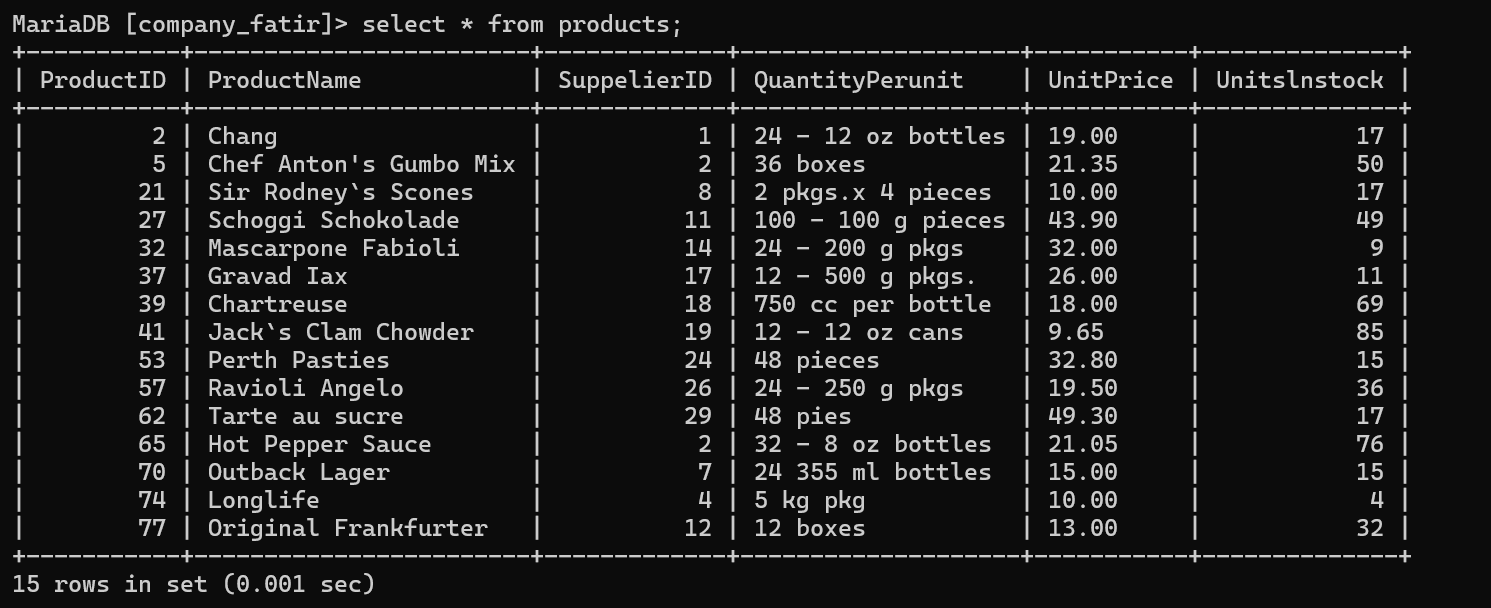 MariaDB [company_fatir]> select * from products;
+-----------+------------------------+-------------+--------------------+-----------+--------------+
| ProductID | ProductName            | SuppelierID | QuantityPerunit    | UnitPrice | Unitslnstock |
+-----------+------------------------+-------------+--------------------+-----------+--------------+
|         2 | Chang                  |           1 | 24 - 12 oz bottles | 19.00     |           17 |
|         5 | Chef Anton's Gumbo Mix |           2 | 36 boxes           | 21.35     |           50 |
|        21 | Sir Rodney`s Scones    |           8 | 2 pkgs.x 4 pieces  | 10.00     |           17 |
|        27 | Schoggi Schokolade     |          11 | 100 - 100 g pieces | 43.90     |           49 |
|        32 | Mascarpone Fabioli     |          14 | 24 - 200 g pkgs    | 32.00     |            9 |
|        37 | Gravad Iax             |          17 | 12 - 500 g pkgs.   | 26.00     |           11 |
|        39 | Chartreuse             |          18 | 750 cc per bottle  | 18.00     |           69 |
|        41 | Jack`s Clam Chowder    |          19 | 12 - 12 oz cans    | 9.65      |           85 |
|        53 | Perth Pasties          |          24 | 48 pieces          | 32.80     |           15 |
|        57 | Ravioli Angelo         |          26 | 24 - 250 g pkgs    | 19.50     |           36 |
|        62 | Tarte au sucre         |          29 | 48 pies            | 49.30     |           17 |
|        65 | Hot Pepper Sauce       |           2 | 32 - 8 oz bottles  | 21.05     |           76 |
|        70 | Outback Lager          |           7 | 24 355 ml bottles  | 15.00     |           15 |
|        74 | Longlife               |           4 | 5 kg pkg           | 10.00     |            4 |
|        77 | Original Frankfurter   |          12 | 12 boxes           | 13.00     |           32 |
+-----------+------------------------+-------------+--------------------+-----------+--------------+
15 rows in set (0.001 sec)